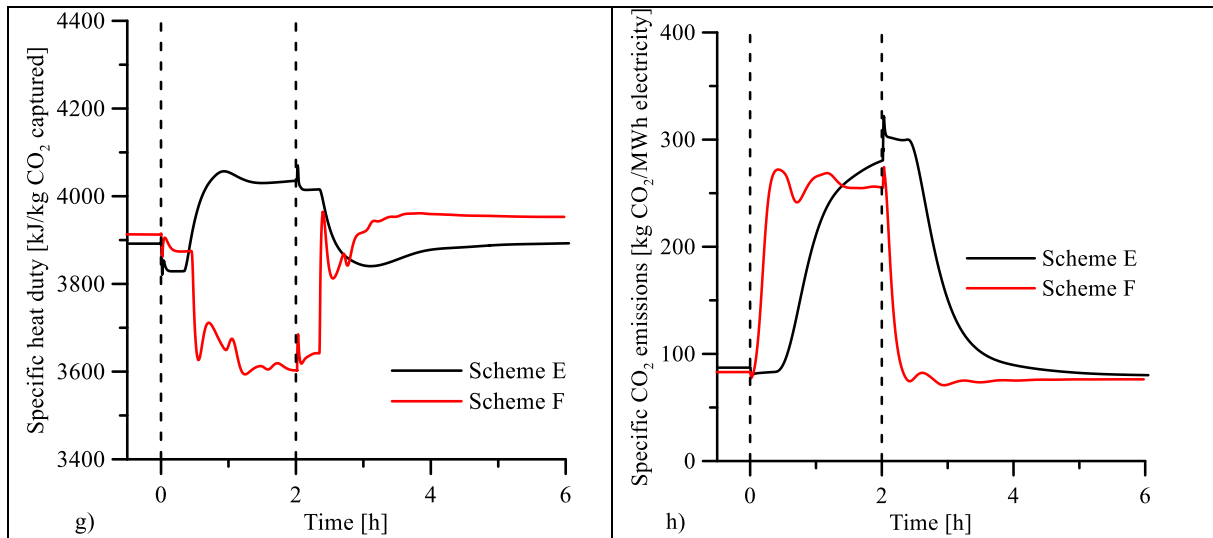 Specific heat duty [kJ/kg CO₂ captured]
4400
4200
4000
3800
3600
3400
Scheme E
Scheme F
0
2
4
6
g)
Time [h]
Specific CO₂ emissions [kg CO₂/MWh electricity]
400
300
200
100
0
Scheme E
Scheme F
0
2
4
6
h)
Time [h]